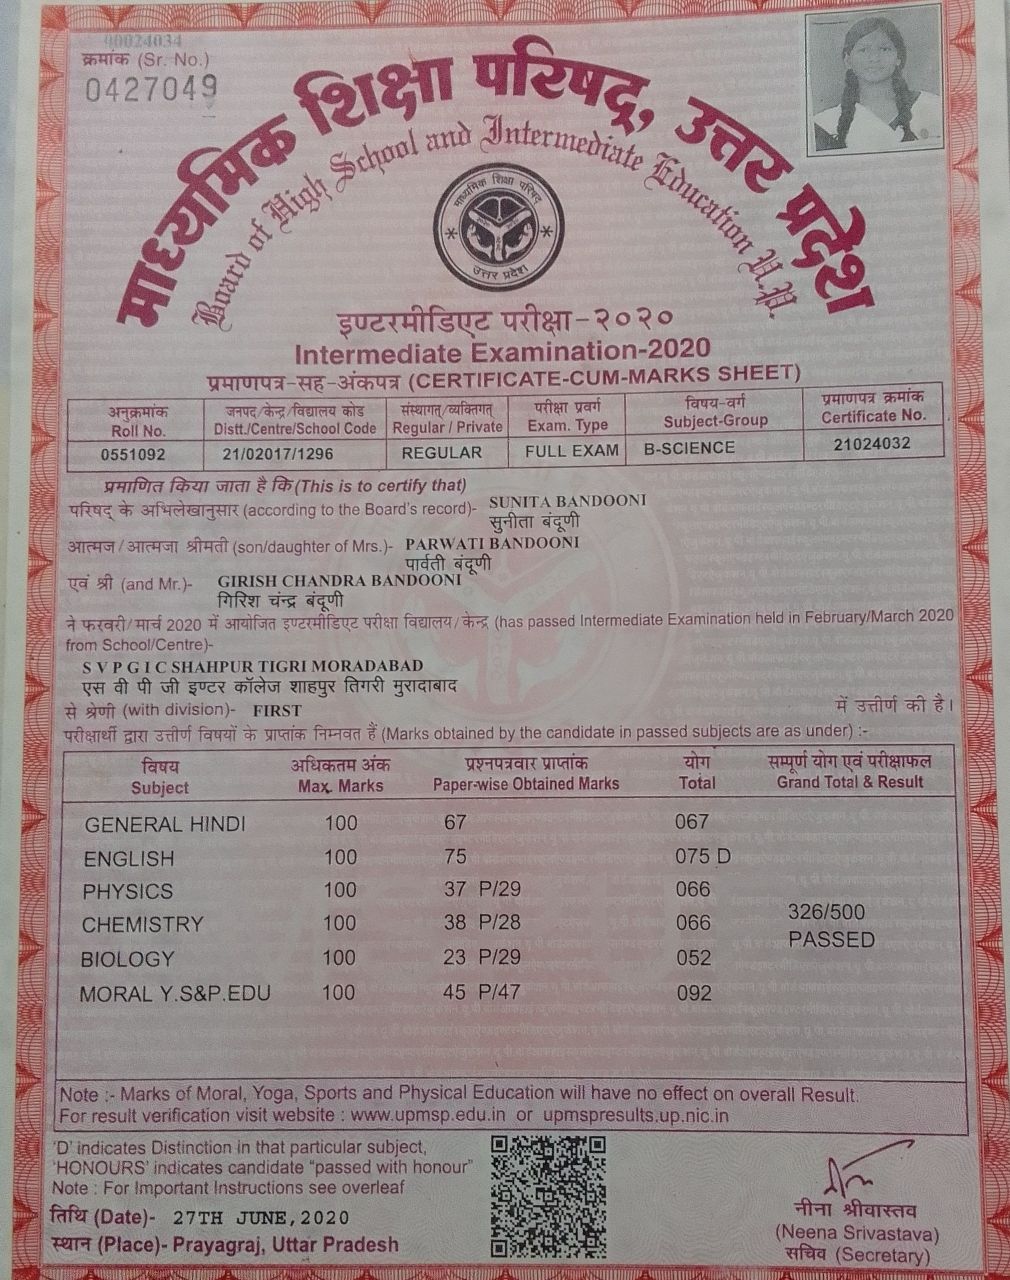 00024034
क्रमांक (Sr. No.)
0427049
माध्यमिक शिक्षा परिषद्, उत्तर प्रदेश
Board of High School and Intermediate Education U.P.
माध्यमिक शिक्षा परिषद्
उत्तर प्रदेश
इण्टरमीडिएट परीक्षा-२०२०
Intermediate Examination-2020
प्रमाणपत्र-सह-अंकपत्र (CERTIFICATE-CUM-MARKS SHEET)
अनुक्रमांक जनपद/केन्द्र/विद्यालय कोड संस्थागत/व्यक्तिगत परीक्षा प्रवर्ग विषय-वर्ग प्रमाणपत्र क्रमांक
Roll No. Distt./Centre/School Code Regular / Private Exam. Type Subject-Group Certificate No.
0551092 21/02017/1296 REGULAR FULL EXAM B-SCIENCE 21024032
प्रमाणित किया जाता है कि (This is to certify that)
परिषद् के अभिलेखानुसार (according to the Board's record)- SUNITA BANDOONI
सुनीता बंदूणी
आत्मज/आत्मजा श्रीमती (son/daughter of Mrs.)- PARWATI BANDOONI
पार्वती बंदूणी
एवं श्री (and Mr.)- GIRISH CHANDRA BANDOONI
गिरिश चंन्द्र बंदूणी
ने फरवरी/मार्च 2020 में आयोजित इण्टरमीडिएट परीक्षा विद्यालय/केन्द्र (has passed Intermediate Examination held in February/March 2020
from School/Centre)-
S V P G I C SHAHPUR TIGRI MORADABAD
एस वी पी जी इण्टर कॉलेज शाहपुर तिगरी मुरादाबाद
से श्रेणी (with division)- FIRST में उत्तीर्ण की है।
परीक्षार्थी द्वारा उत्तीर्ण विषयों के प्राप्तांक निम्नवत हैं (Marks obtained by the candidate in passed subjects are as under) :-
विषय अधिकतम अंक प्रश्नपत्रवार प्राप्तांक योग सम्पूर्ण योग एवं परीक्षाफल
Subject Max. Marks Paper-wise Obtained Marks Total Grand Total & Result
GENERAL HINDI 100 67 067
ENGLISH 100 75 075 D
PHYSICS 100 37 P/29 066
CHEMISTRY 100 38 P/28 066 326/500
PASSED
BIOLOGY 100 23 P/29 052
MORAL Y.S&P.EDU 100 45 P/47 092
Note :- Marks of Moral, Yoga, Sports and Physical Education will have no effect on overall Result.
For result verification visit website : www.upmsp.edu.in or upmspresults.up.nic.in
'D' indicates Distinction in that particular subject,
'HONOURS' indicates candidate "passed with honour"
Note : For Important Instructions see overleaf
तिथि (Date)- 27TH JUNE, 2020
स्थान (Place)- Prayagraj, Uttar Pradesh
नीना श्रीवास्तव
(Neena Srivastava)
सचिव (Secretary)